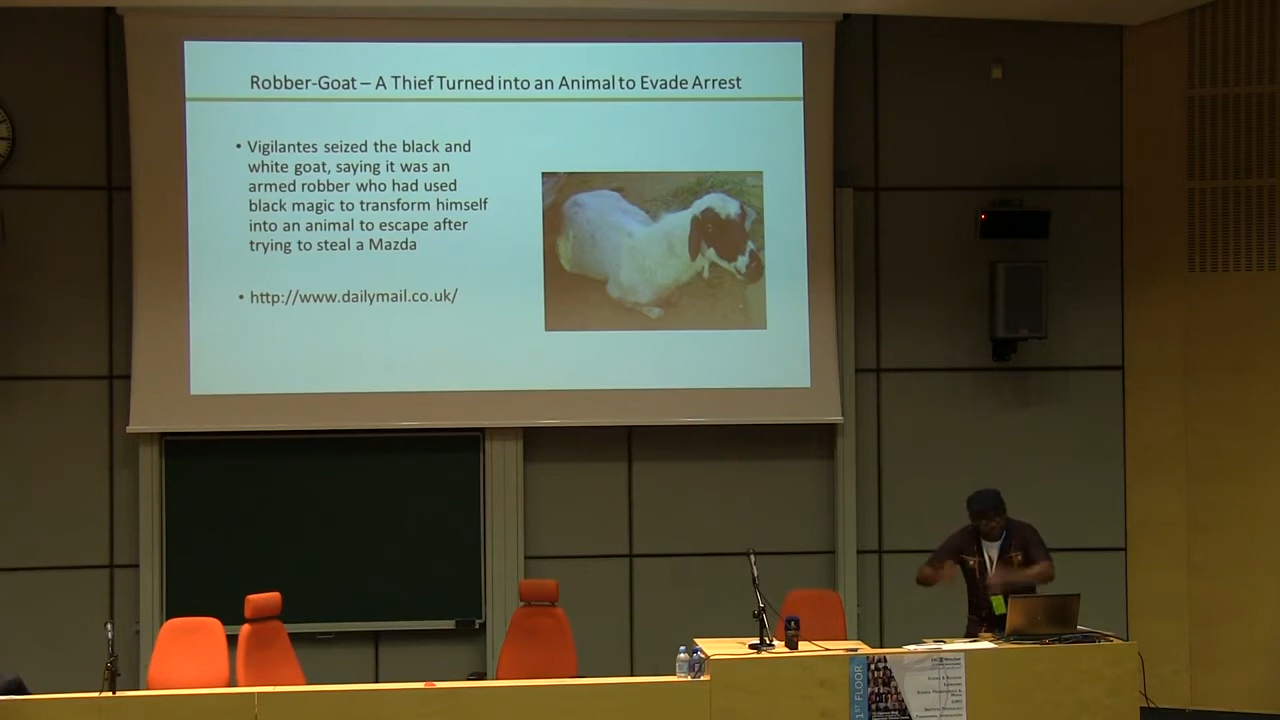 Robber-Goat – A Thief Turned into an Animal to Evade Arrest
• Vigilantes seized the black and
white goat, saying it was an
armed robber who had used
black magic to transform himself
into an animal to escape after
trying to steal a Mazda
• http://www.dailymail.co.uk/
1ST FLOOR